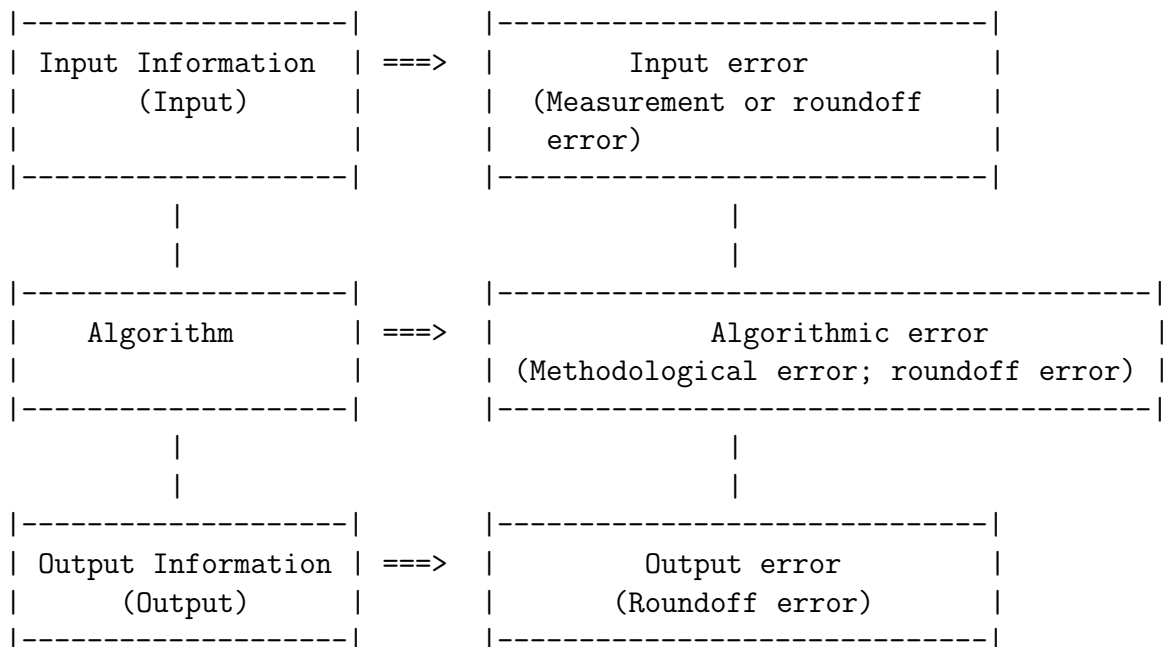 |--------------------| |------------------------------|
| Input Information | ===> | Input error |
| (Input) | | (Measurement or roundoff |
| | | error) |
|--------------------| |------------------------------|
| |
| |
|--------------------| |----------------------------------------|
| Algorithm | ===> | Algorithmic error |
| | | (Methodological error; roundoff error) |
|--------------------| |----------------------------------------|
| |
| |
|--------------------| |------------------------------|
| Output Information | ===> | Output error |
| (Output) | | (Roundoff error) |
|--------------------| |------------------------------|